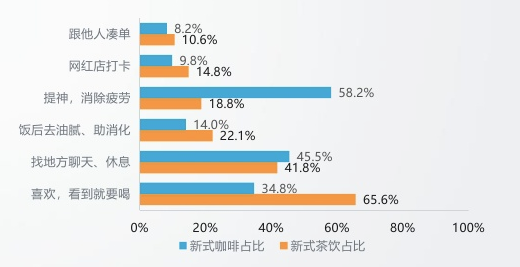 跟他人凑单
8.2%
10.6%
网红店打卡
9.8%
14.8%
提神，消除疲劳
58.2%
18.8%
饭后去油腻、助消化
14.0%
22.1%
找地方聊天、休息
45.5%
41.8%
喜欢，看到就要喝
34.8%
65.6%
0% 20% 40% 60% 80% 100%
新式咖啡占比 新式茶饮占比